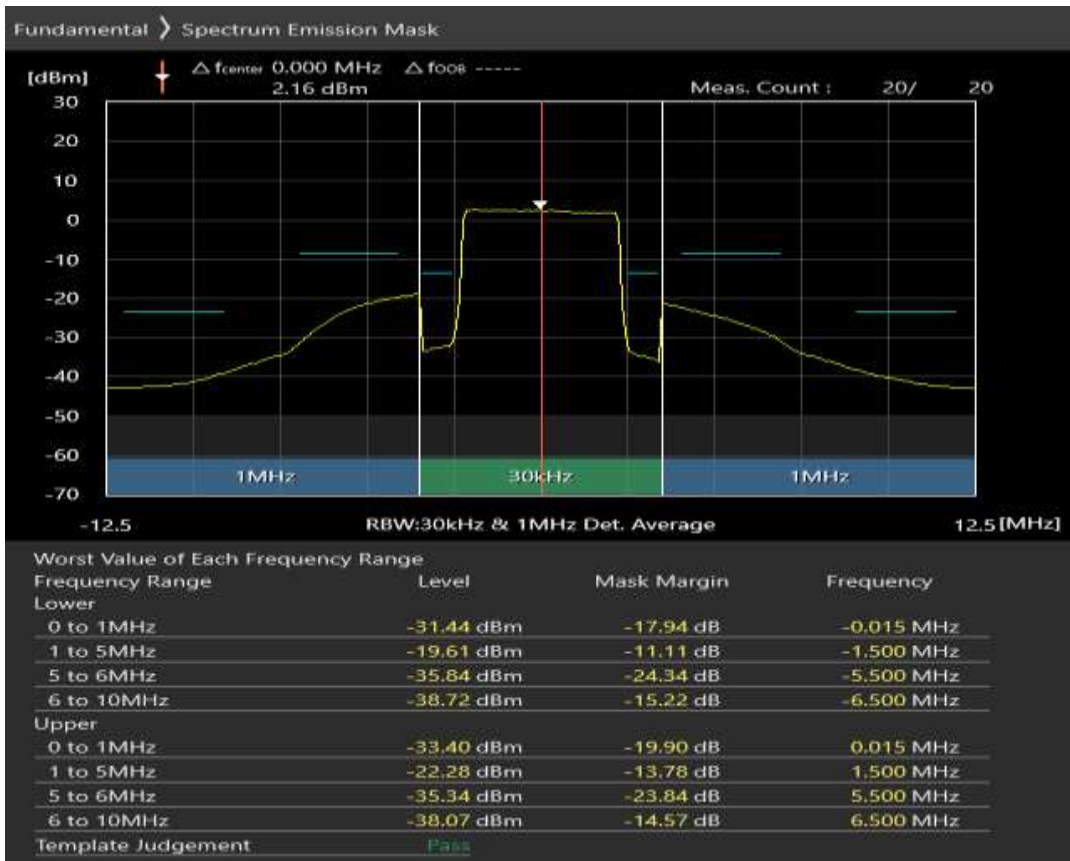 Fundamental ❭ Spectrum Emission Mask
[dBm] △ fcenter 0.000 MHz △ fOOB -----
2.16 dBm Meas. Count : 20/ 20
30
20
10
0
-10
-20
-30
-40
-50
-60
1MHz 30kHz 1MHz
-70
-12.5 RBW:30kHz & 1MHz Det. Average 12.5 [MHz]
Worst Value of Each Frequency Range
Frequency Range Level Mask Margin Frequency
Lower
0 to 1MHz -31.44 dBm -17.94 dB -0.015 MHz
1 to 5MHz -19.61 dBm -11.11 dB -1.500 MHz
5 to 6MHz -35.84 dBm -24.34 dB -5.500 MHz
6 to 10MHz -38.72 dBm -15.22 dB -6.500 MHz
Upper
0 to 1MHz -33.40 dBm -19.90 dB 0.015 MHz
1 to 5MHz -22.28 dBm -13.78 dB 1.500 MHz
5 to 6MHz -35.34 dBm -23.84 dB 5.500 MHz
6 to 10MHz -38.07 dBm -14.57 dB 6.500 MHz
Template Judgement Pass